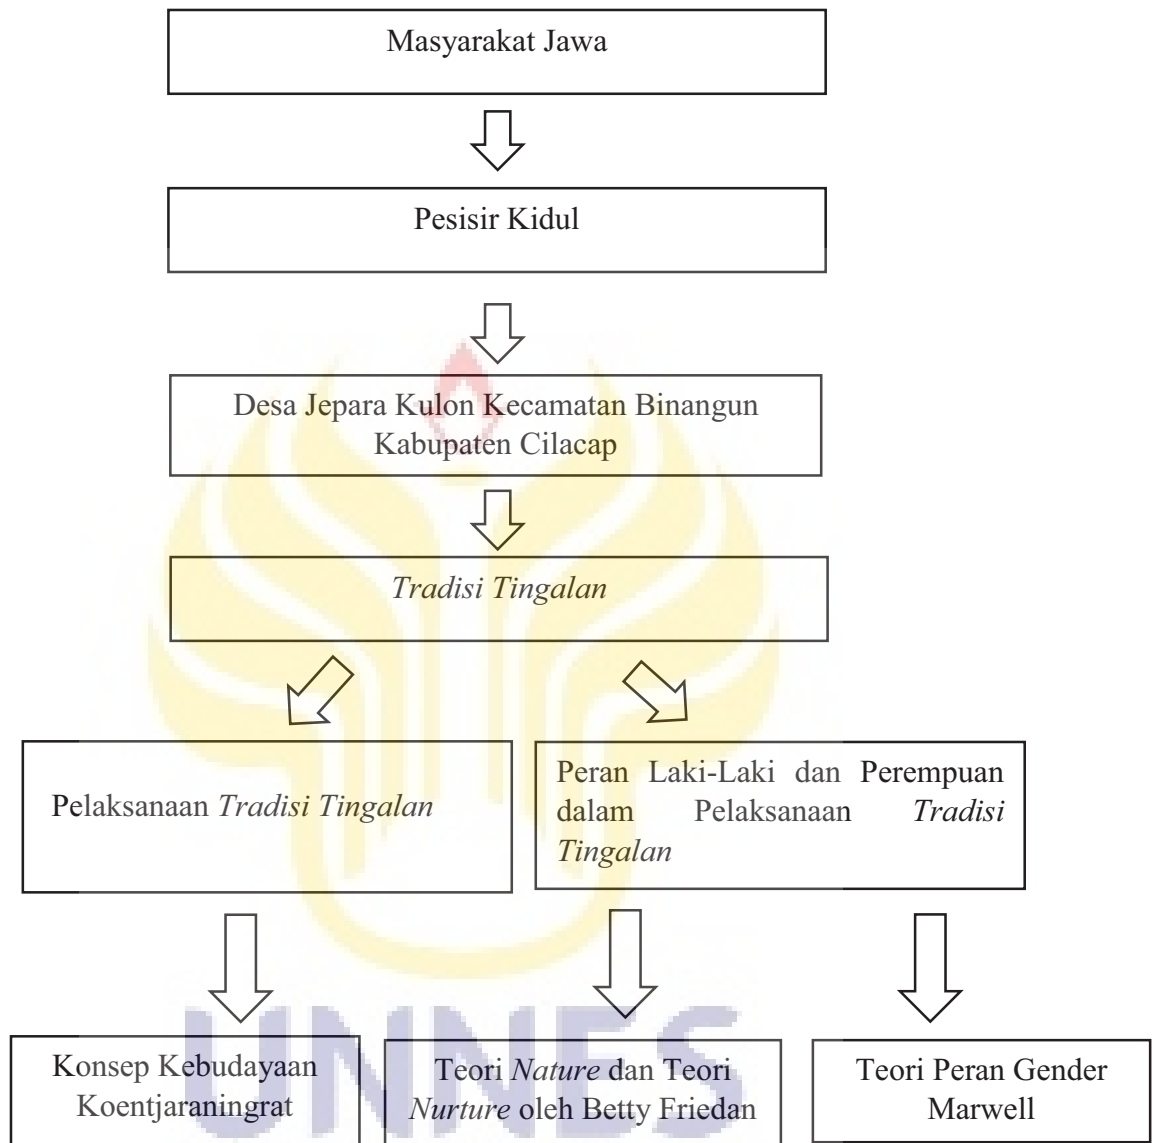 Masyarakat Jawa
Pesisir Kidul
Desa Jepara Kulon Kecamatan Binangun
Kabupaten Cilacap
Tradisi Tingalan
Pelaksanaan Tradisi Tingalan
Peran Laki-Laki dan Perempuan
dalam Pelaksanaan Tradisi
Tingalan
Konsep Kebudayaan
Koentjaraningrat
Teori Nature dan Teori
Nurture oleh Betty Friedan
Teori Peran Gender
Marwell
UNNES